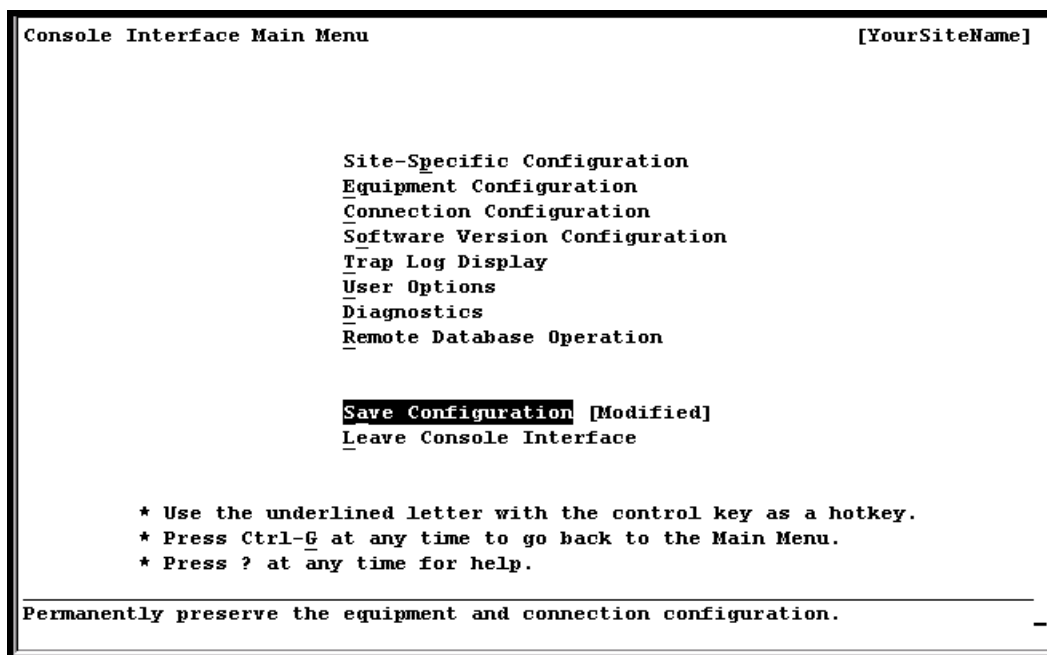 Console Interface Main Menu [YourSiteName]
Site-Specific Configuration
Equipment Configuration
Connection Configuration
Software Version Configuration
Trap Log Display
User Options
Diagnostics
Remote Database Operation
Save Configuration [Modified]
Leave Console Interface
* Use the underlined letter with the control key as a hotkey.
* Press Ctrl-G at any time to go back to the Main Menu.
* Press ? at any time for help.
Permanently preserve the equipment and connection configuration.